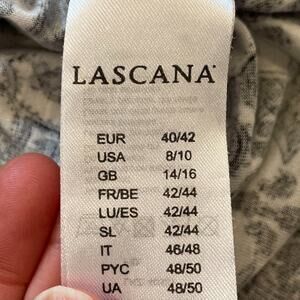 LASCANA
EUR 40/42
USA 8/10
GB 14/16
FR/BE 42/44
LU/ES 42/44
SL 42/44
IT 46/48
РУС 48/50
UA 48/50